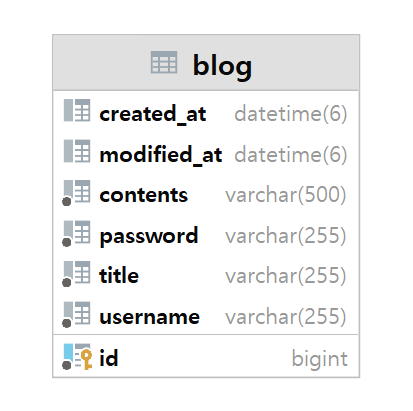 blog
created_at datetime(6)
modified_at datetime(6)
contents varchar(500)
password varchar(255)
title varchar(255)
username varchar(255)
id bigint